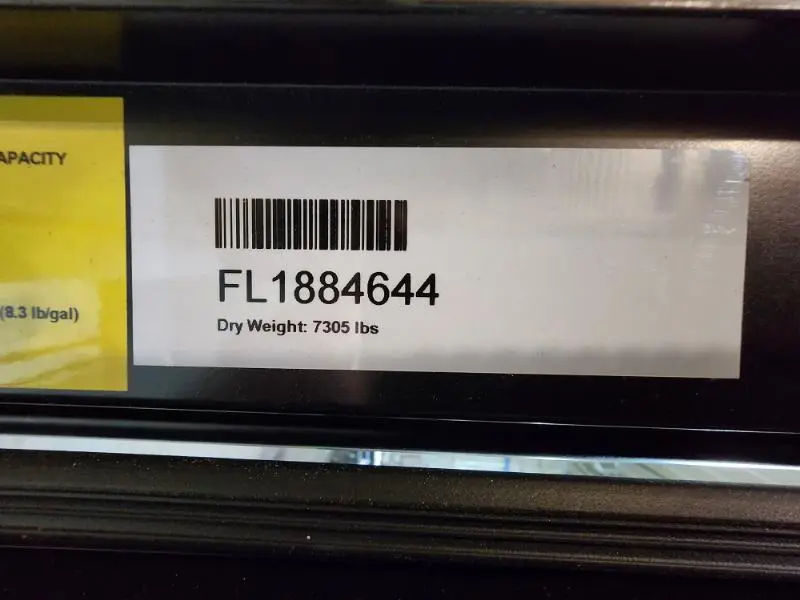 APACITY
(8.3 lb/gal)
FL1884644
Dry Weight: 7305 lbs